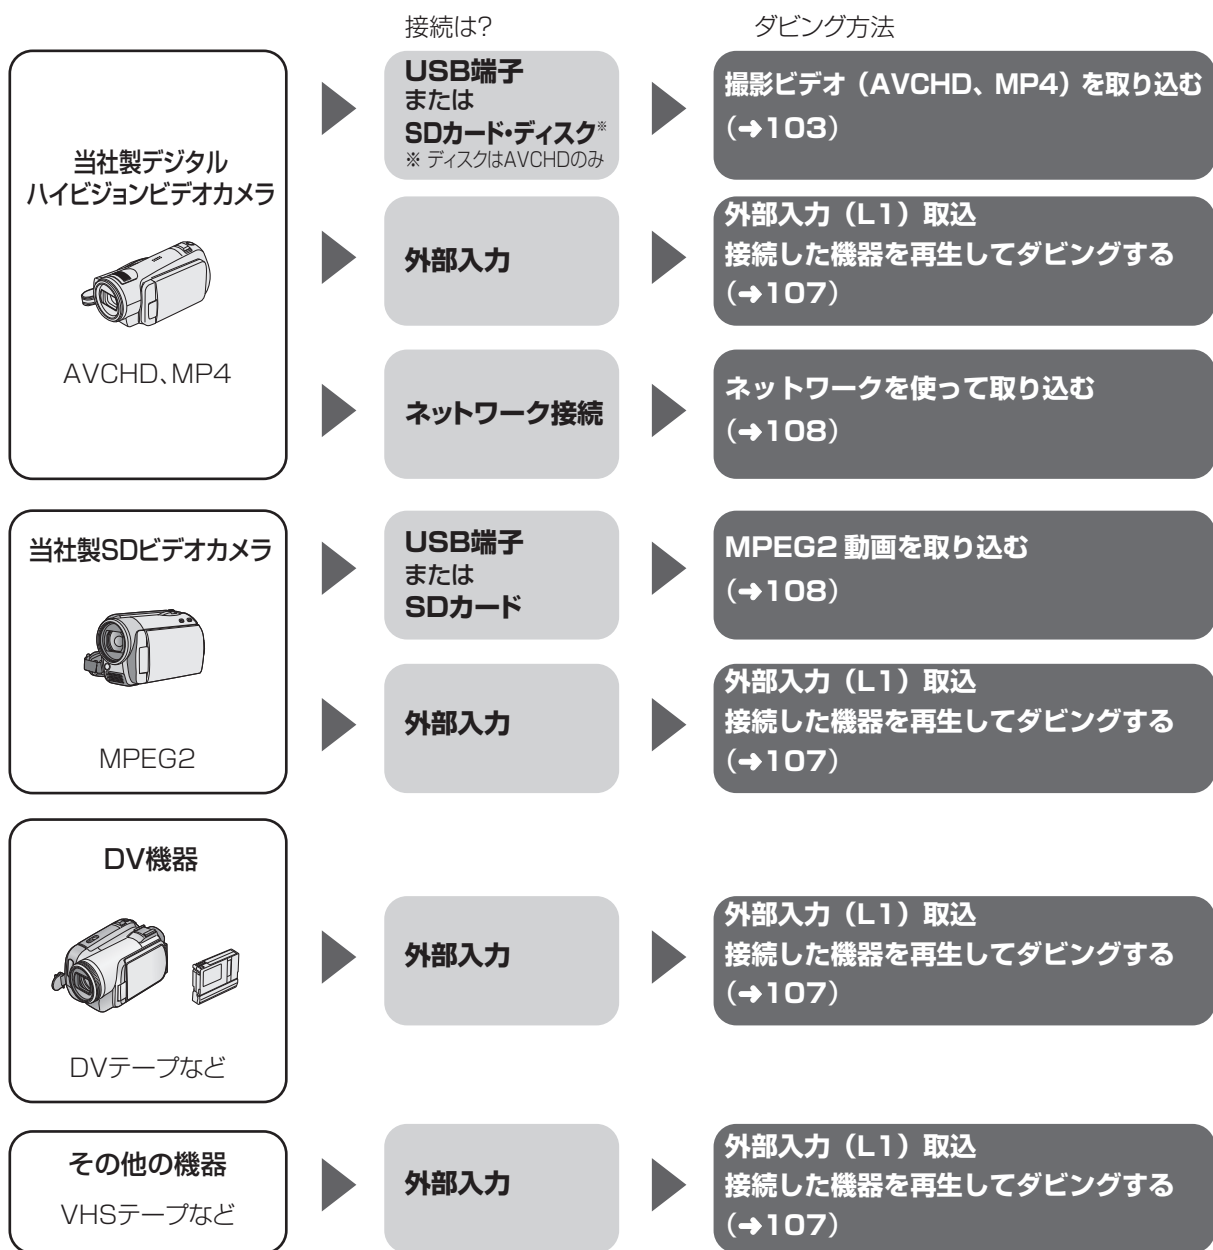 接続は?
ダビング方法
当社製デジタル
ハイビジョンビデオカメラ
AVCHD、MP4
USB端子
または
SDカード・ディスク※
※ ディスクはAVCHDのみ
撮影ビデオ（AVCHD、MP4）を取り込む
（➜103）
外部入力
外部入力（L1）取込
接続した機器を再生してダビングする
（➜107）
ネットワーク接続
ネットワークを使って取り込む
（➜108）
当社製SDビデオカメラ
MPEG2
USB端子
または
SDカード
MPEG2 動画を取り込む
（➜108）
外部入力
外部入力（L1）取込
接続した機器を再生してダビングする
（➜107）
DV機器
DVテープなど
外部入力
外部入力（L1）取込
接続した機器を再生してダビングする
（➜107）
その他の機器
VHSテープなど
外部入力
外部入力（L1）取込
接続した機器を再生してダビングする
（➜107）